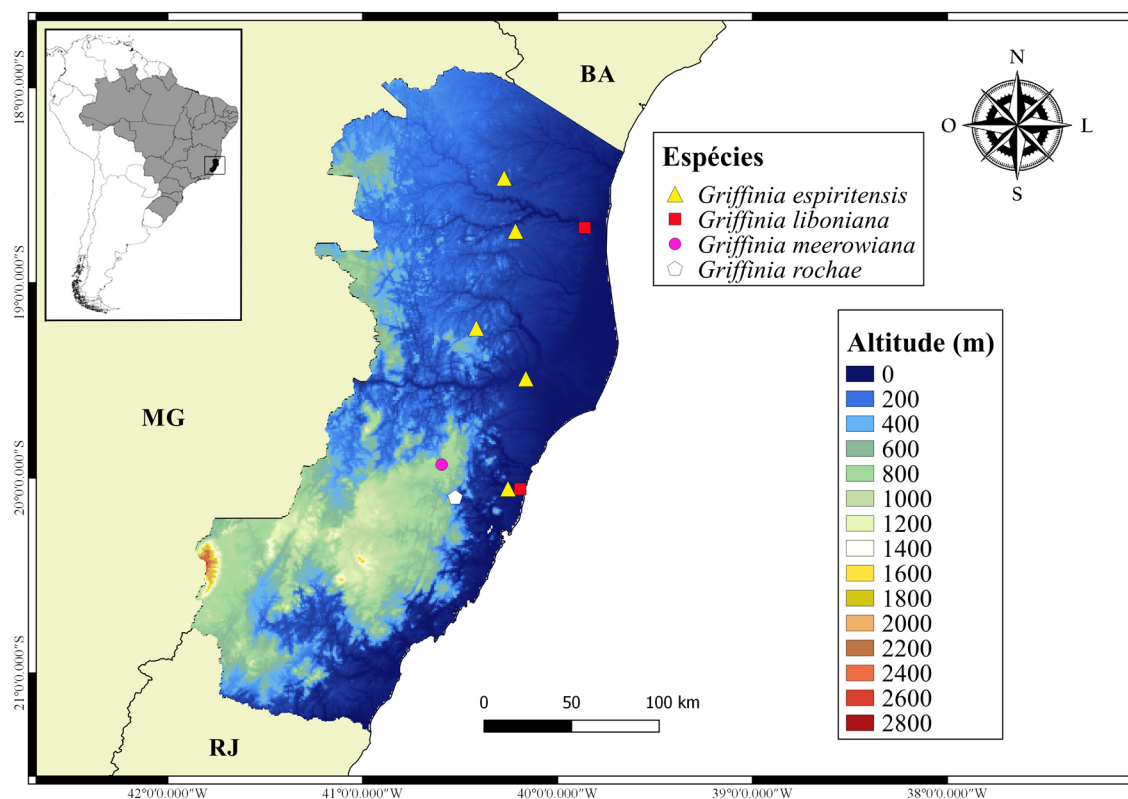 BA
MG
RJ
N
O
L
S
Espécies
Griffinia espiritensis
Griffinia liboniana
Griffinia meerowiana
Griffinia rochae
Altitude (m)
0
200
400
600
800
1000
1200
1400
1600
1800
2000
2200
2400
2600
2800
0 50 100 km
18°0'0.000"S
19°0'0.000"S
20°0'0.000"S
21°0'0.000"S
42°0'0.000"W
41°0'0.000"W
40°0'0.000"W
39°0'0.000"W
38°0'0.000"W